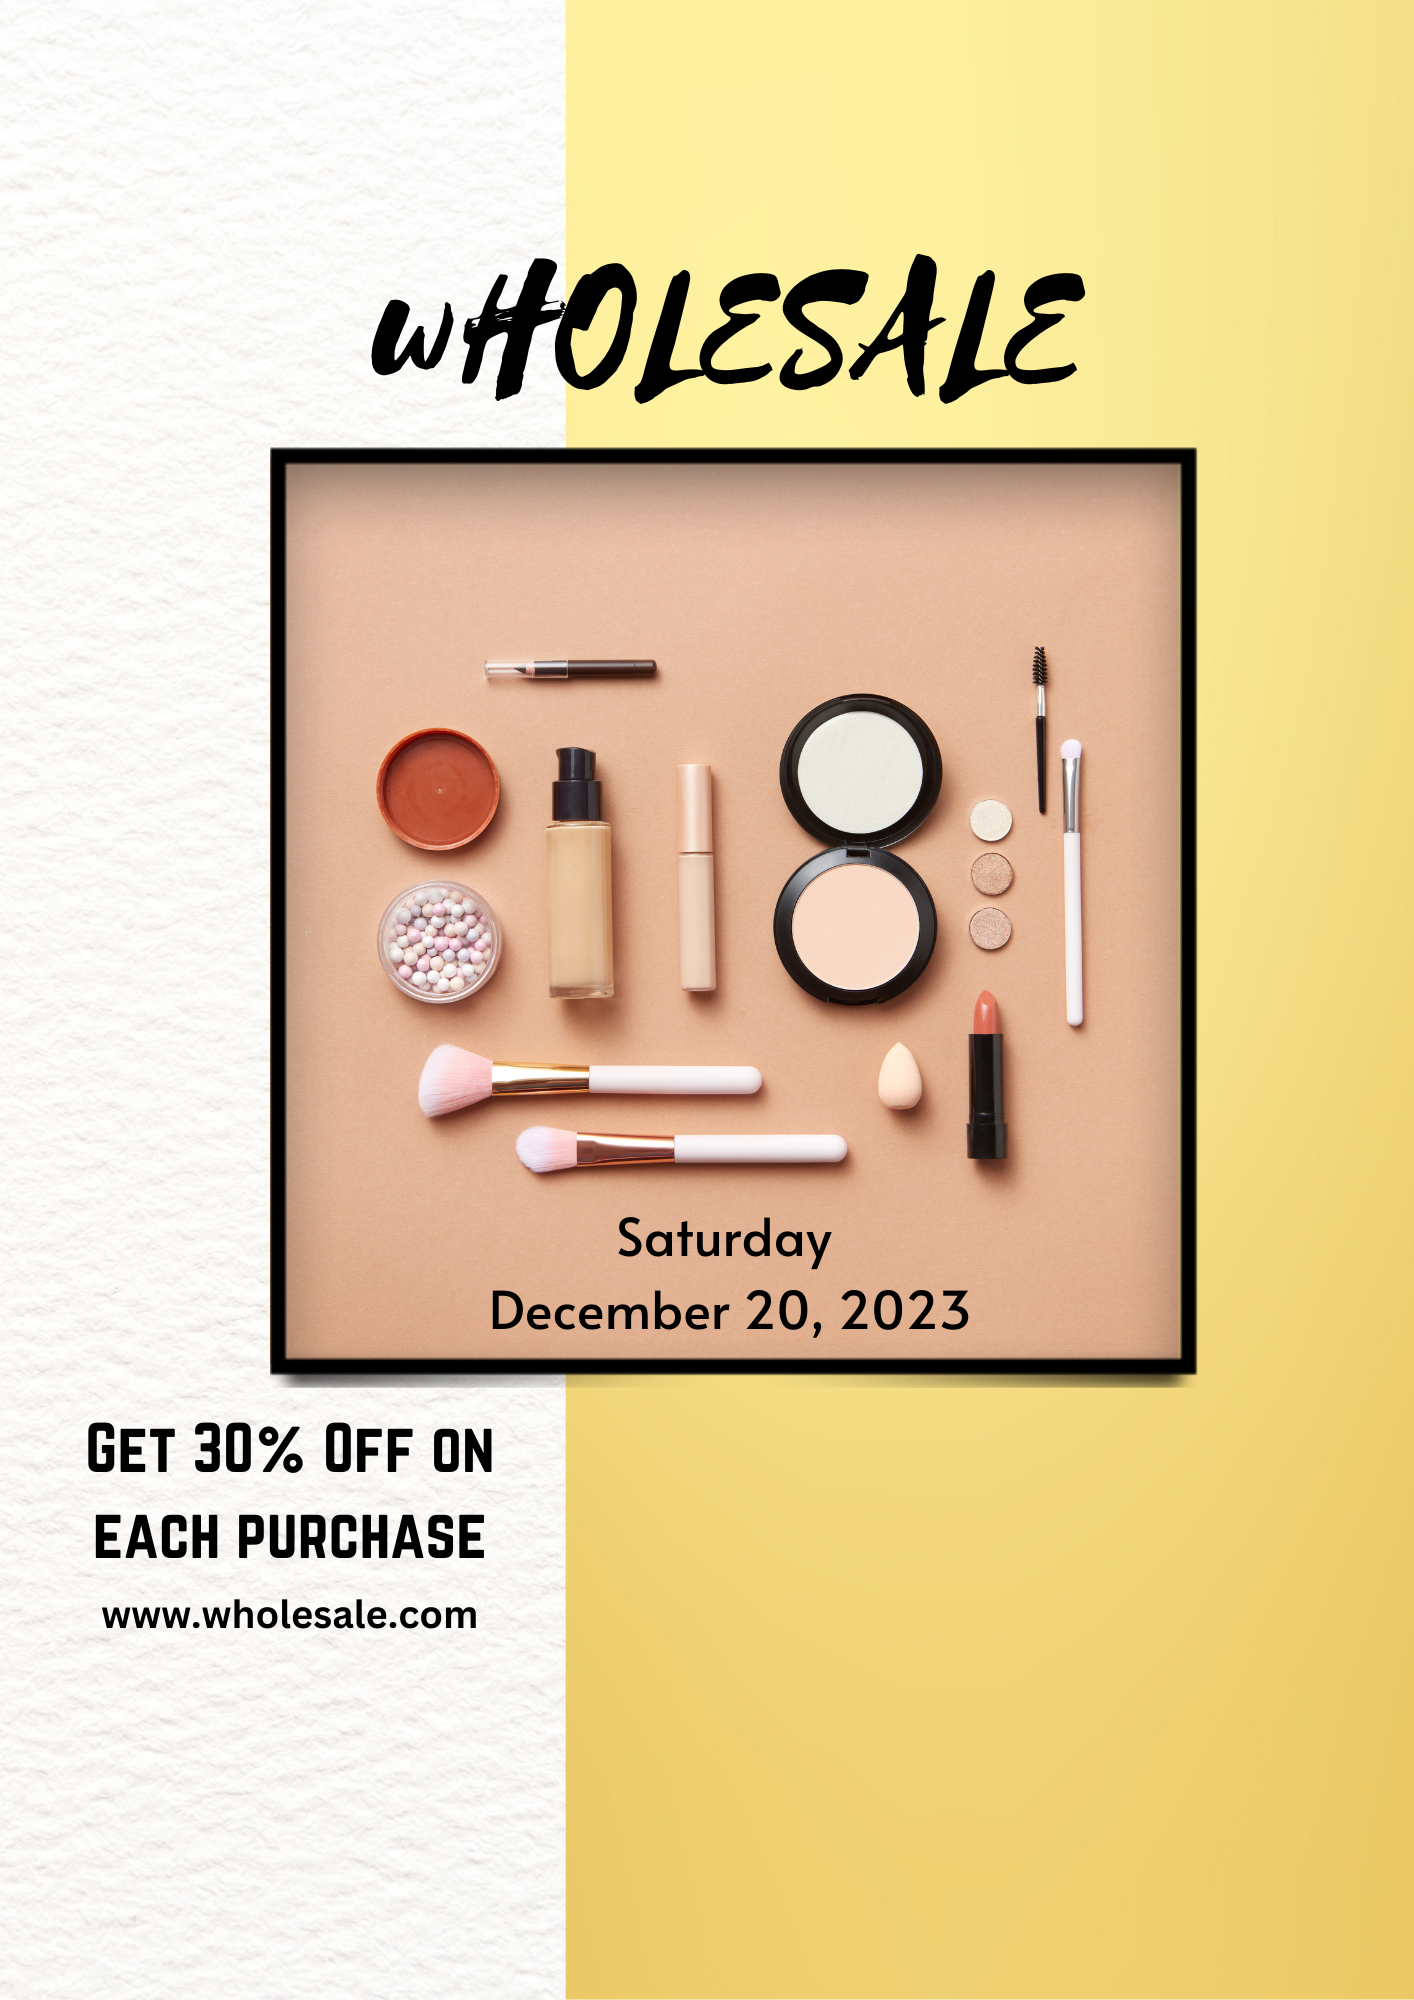 wHOLESALE
Saturday
December 20, 2023
Get 30% Off on
each purchase
www.wholesale.com